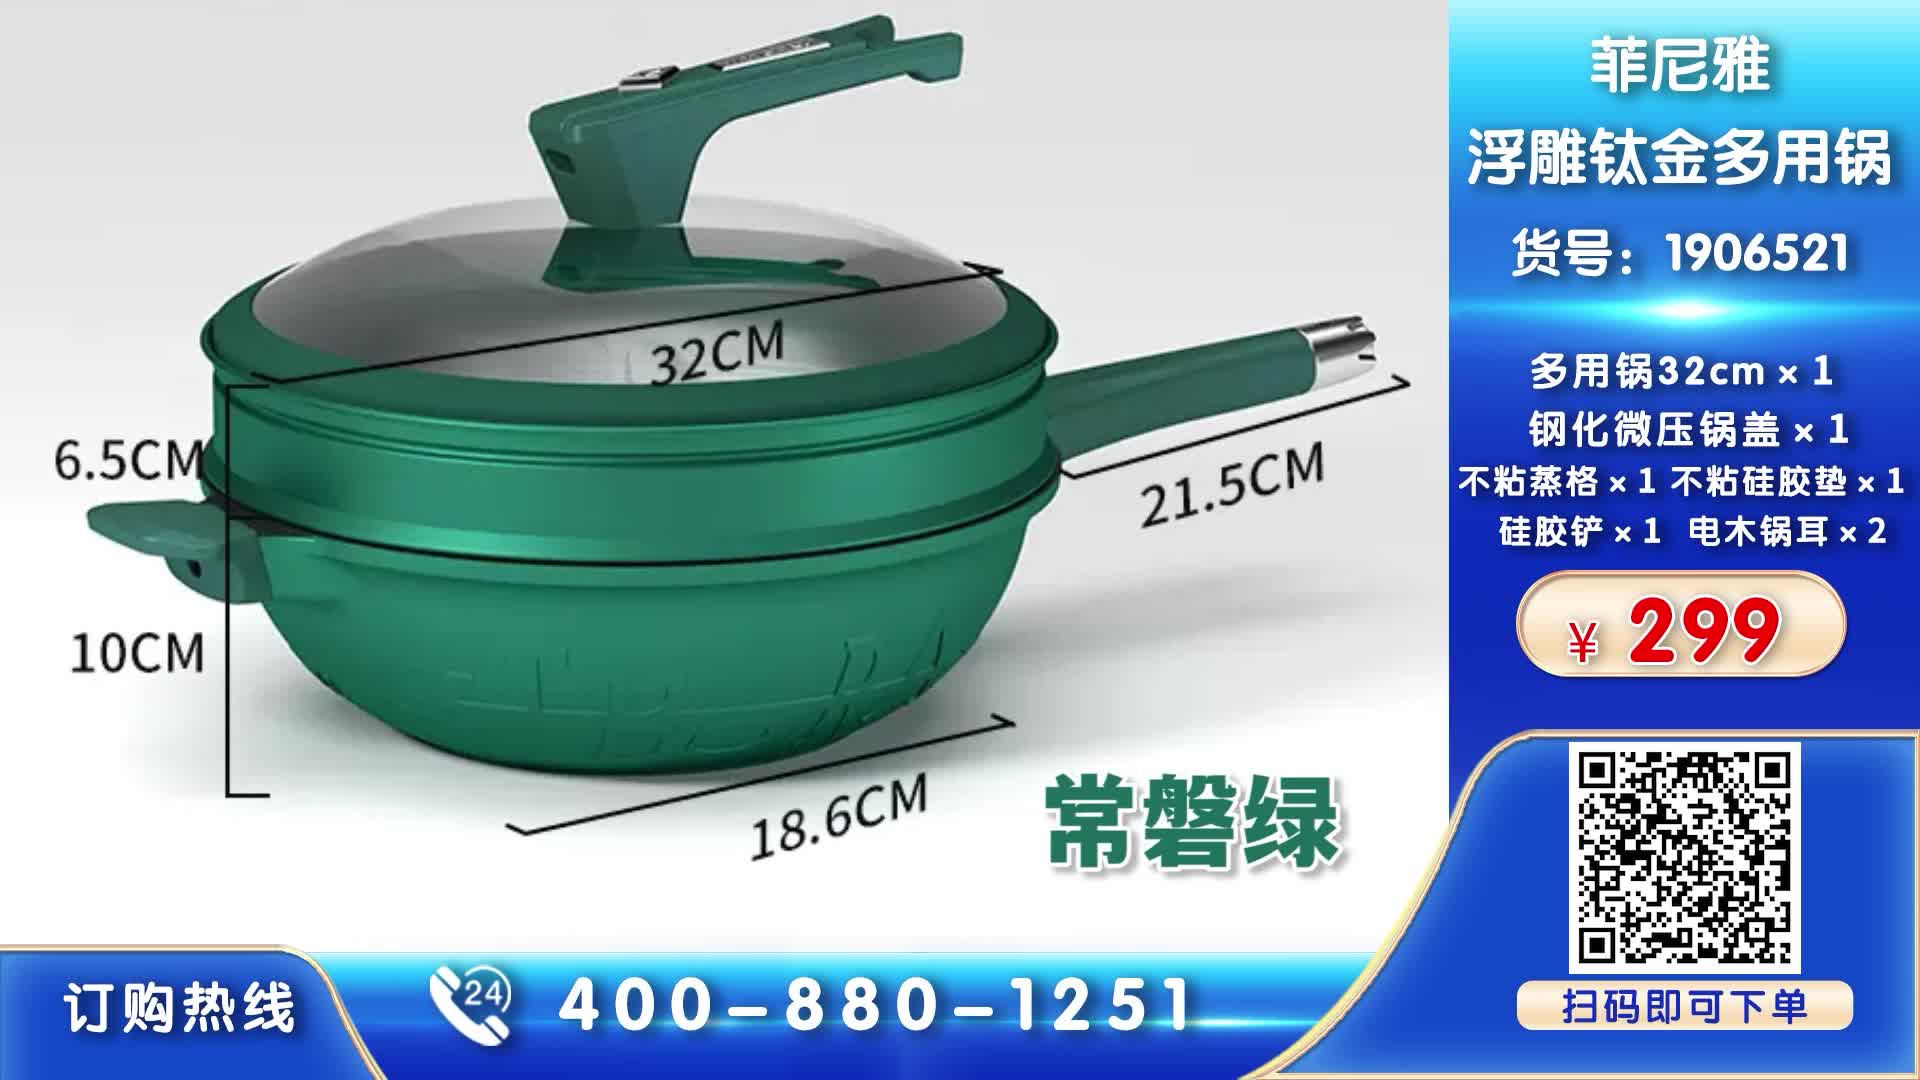 32CM
6.5CM
21.5CM
10CM
18.6CM
常磐绿
菲尼雅
浮雕钛金多用锅
货号：1906521
多用锅32cm×1
钢化微压锅盖×1
不粘蒸格×1 不粘硅胶垫×1
硅胶铲×1 电木锅耳×2
¥ 299
扫码即可下单
订购热线 24 400-880-1251